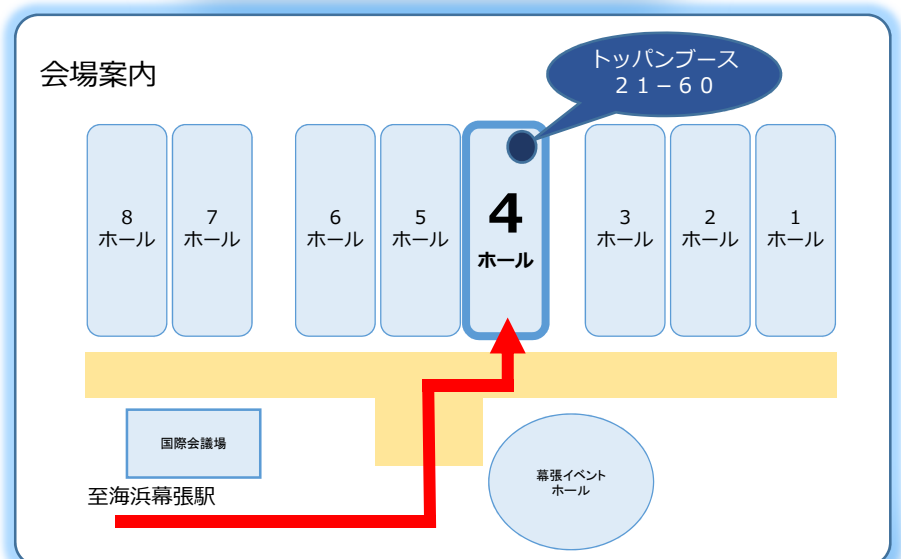 会場案内
トッパンブース
２１－６０
8
ホール
7
ホール
6
ホール
5
ホール
4
ホール
3
ホール
2
ホール
1
ホール
国際会議場
幕張イベント
ホール
至海浜幕張駅